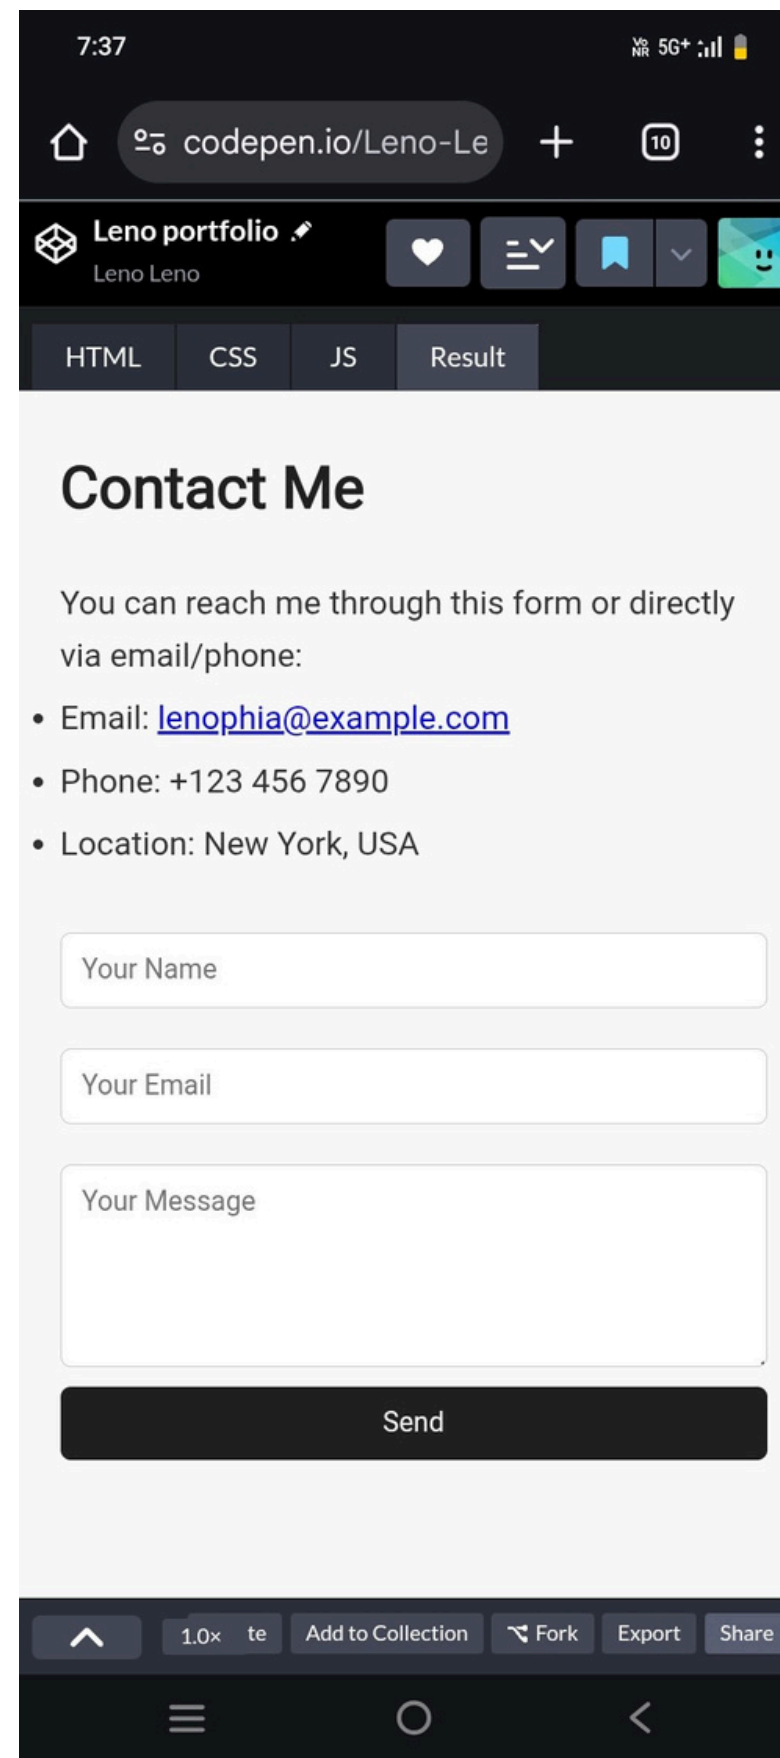 7:37
Vo NR 5G+
codepen.io/Leno-Le
10
Leno portfolio
Leno Leno
HTML CSS JS Result
Contact Me
You can reach me through this form or directly
via email/phone:
• Email: lenophia@example.com
• Phone: +123 456 7890
• Location: New York, USA
Your Name
Your Email
Your Message
Send
1.0× te Add to Collection Fork Export Share